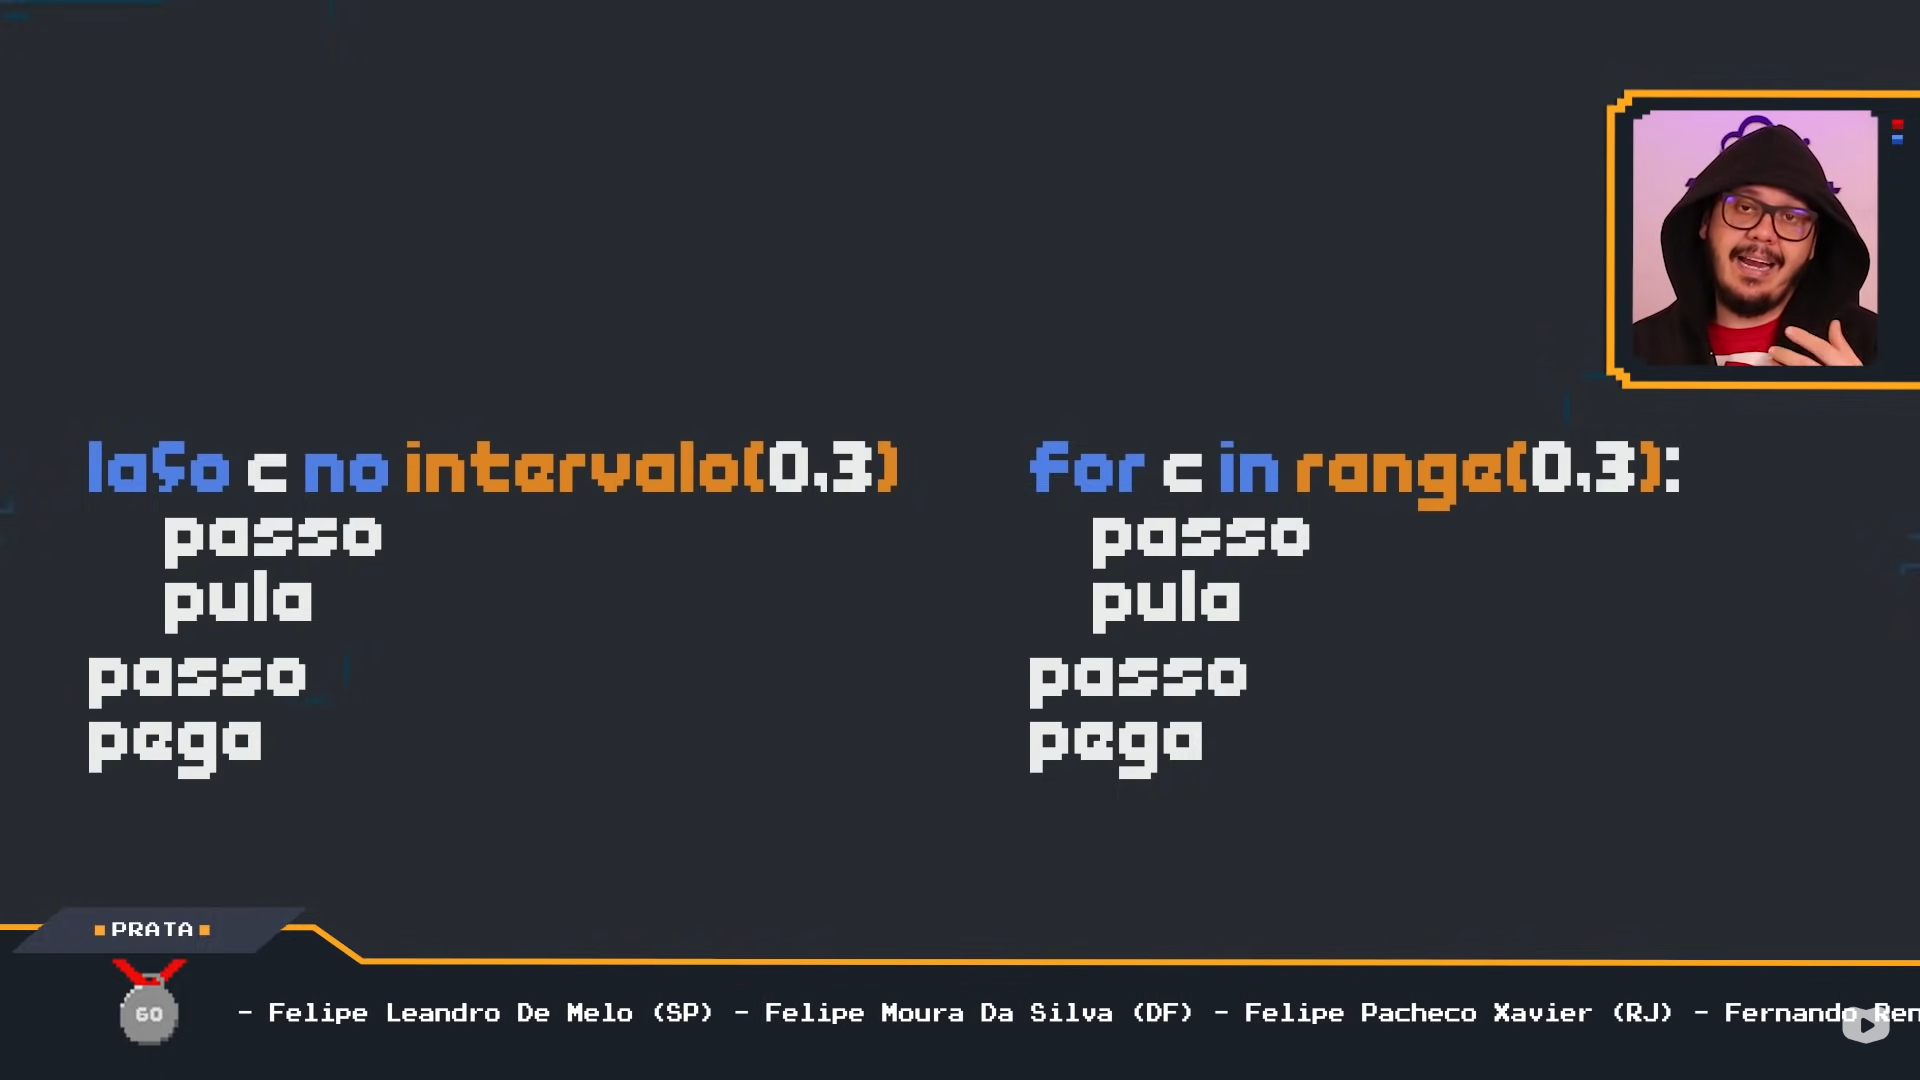 laço c no intervalo(0,3)
passo
pula
passo
pega
for c in range(0,3):
passo
pula
passo
pega
PRATA
60
- Felipe Leandro De Melo (SP) - Felipe Moura Da Silva (DF) - Felipe Pacheco Xavier (RJ) - Fernando Ren